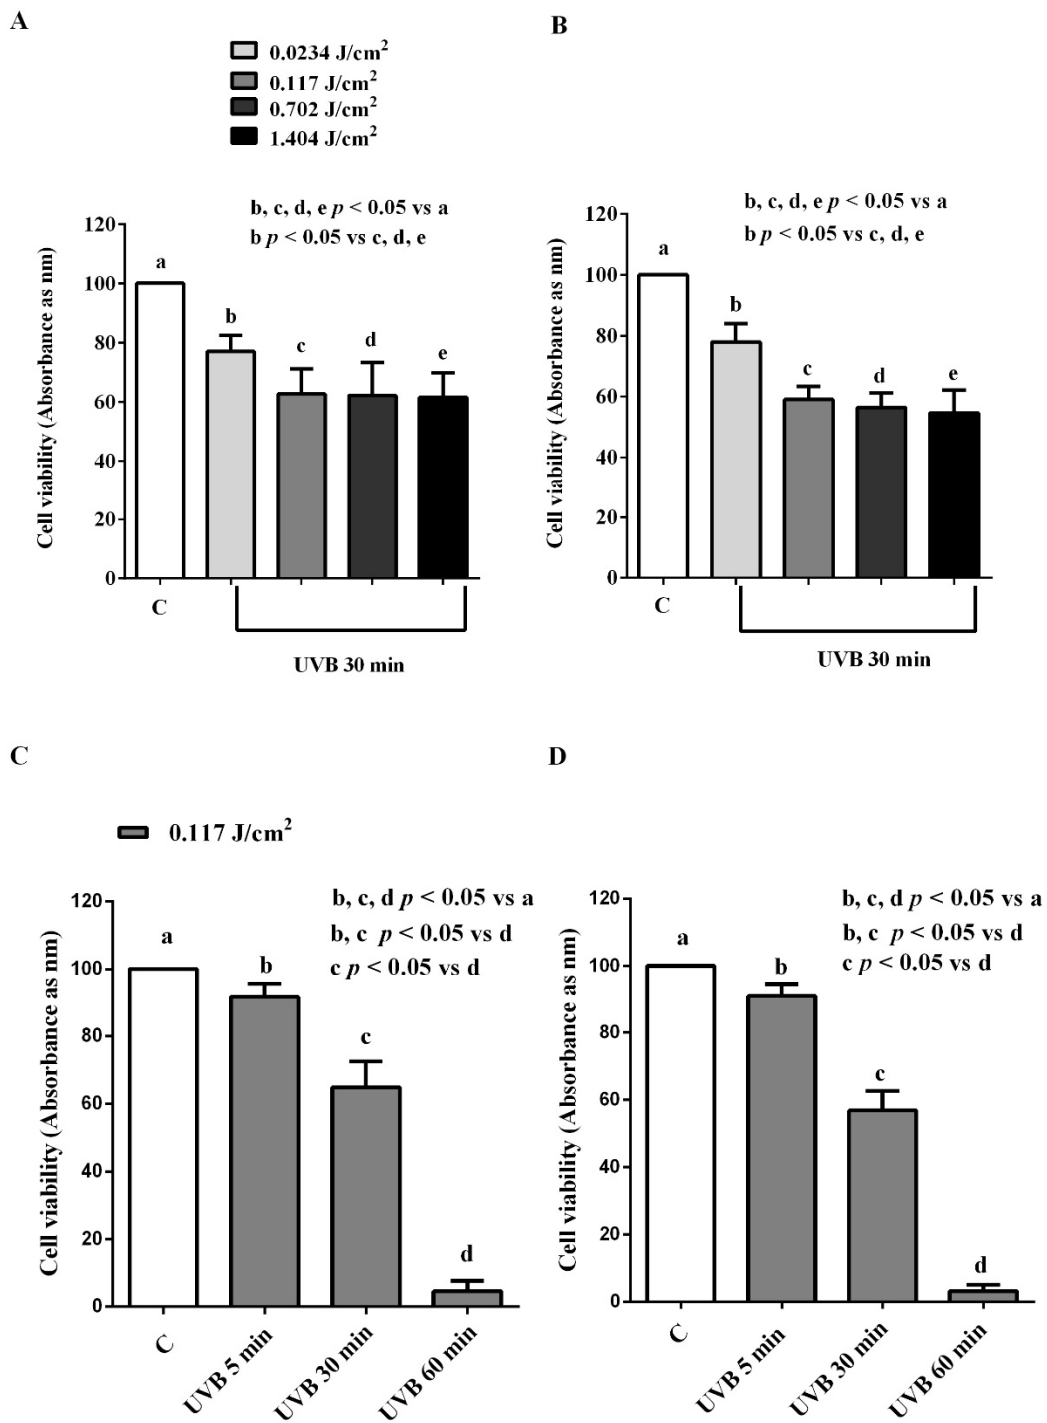 A
0.0234 J/cm²
0.117 J/cm²
0.702 J/cm²
1.404 J/cm²
b, c, d, e p < 0.05 vs a
b p < 0.05 vs c, d, e
Cell viability (Absorbance as nm)
120
100
80
60
40
20
0
a
b
c
d
e
C
UVB 30 min
B
b, c, d, e p < 0.05 vs a
b p < 0.05 vs c, d, e
Cell viability (Absorbance as nm)
120
100
80
60
40
20
0
a
b
c
d
e
C
UVB 30 min
C
0.117 J/cm²
b, c, d p < 0.05 vs a
b, c p < 0.05 vs d
c p < 0.05 vs d
Cell viability (Absorbance as nm)
120
100
80
60
40
20
0
a
b
c
d
C
UVB 5 min
UVB 30 min
UVB 60 min
D
b, c, d p < 0.05 vs a
b, c p < 0.05 vs d
c p < 0.05 vs d
Cell viability (Absorbance as nm)
120
100
80
60
40
20
0
a
b
c
d
C
UVB 5 min
UVB 30 min
UVB 60 min